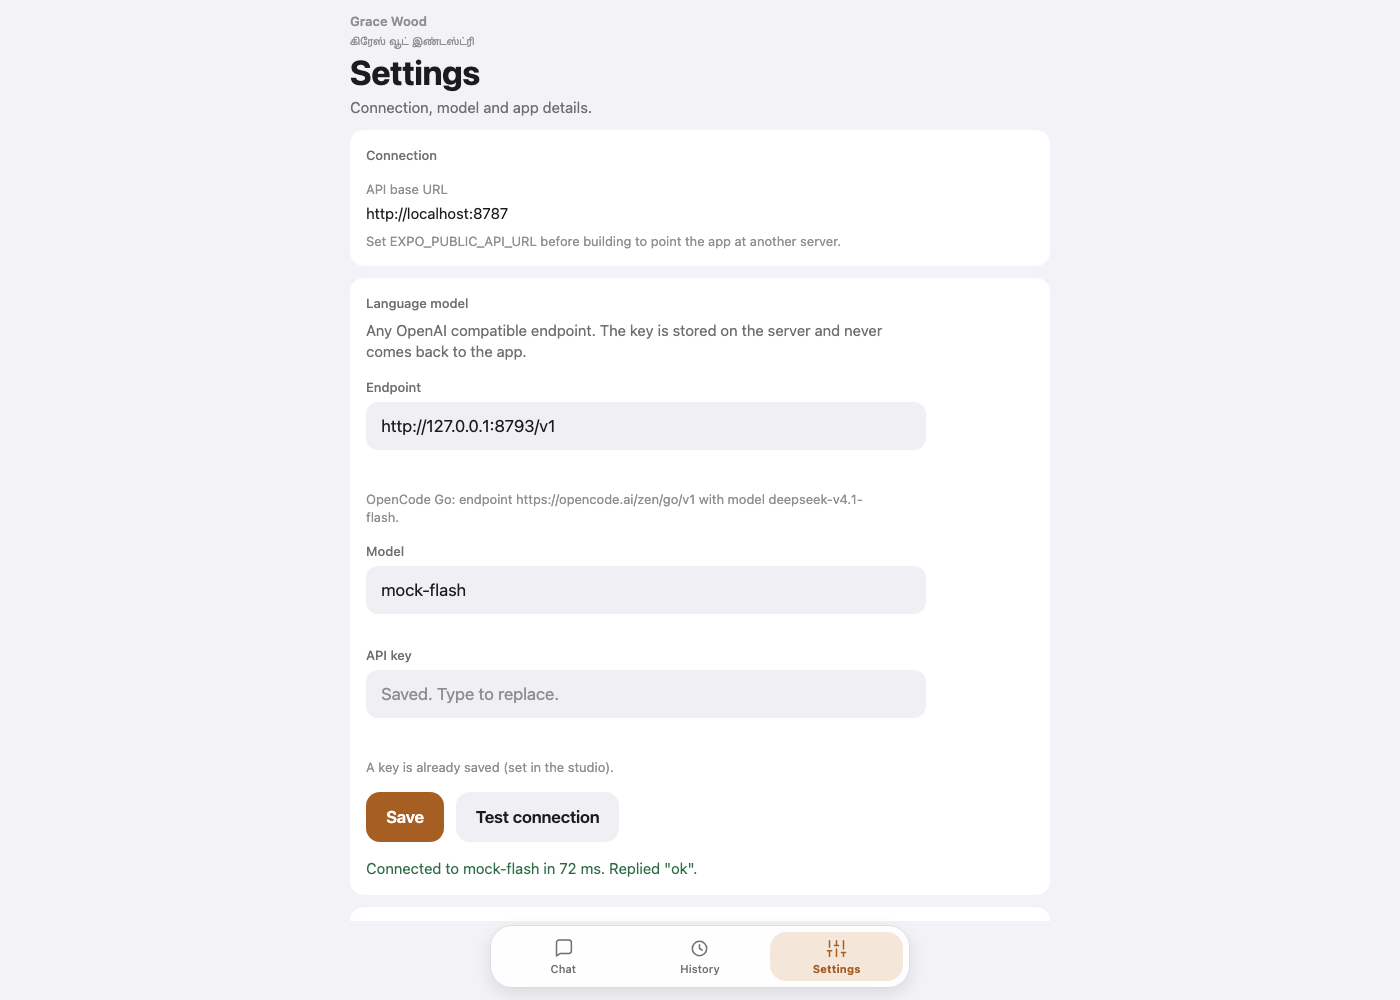 Grace Wood
கிரேஸ் வூட் இண்டஸ்ட்ரி
Settings
Connection, model and app details.
Connection
API base URL
http://localhost:8787
Set EXPO_PUBLIC_API_URL before building to point the app at another server.
Language model
Any OpenAI compatible endpoint. The key is stored on the server and never
comes back to the app.
Endpoint
http://127.0.0.1:8793/v1
OpenCode Go: endpoint https://opencode.ai/zen/go/v1 with model deepseek-v4.1-
flash.
Model
mock-flash
API key
Saved. Type to replace.
A key is already saved (set in the studio).
Save
Test connection
Connected to mock-flash in 72 ms. Replied "ok".
Chat
History
Settings